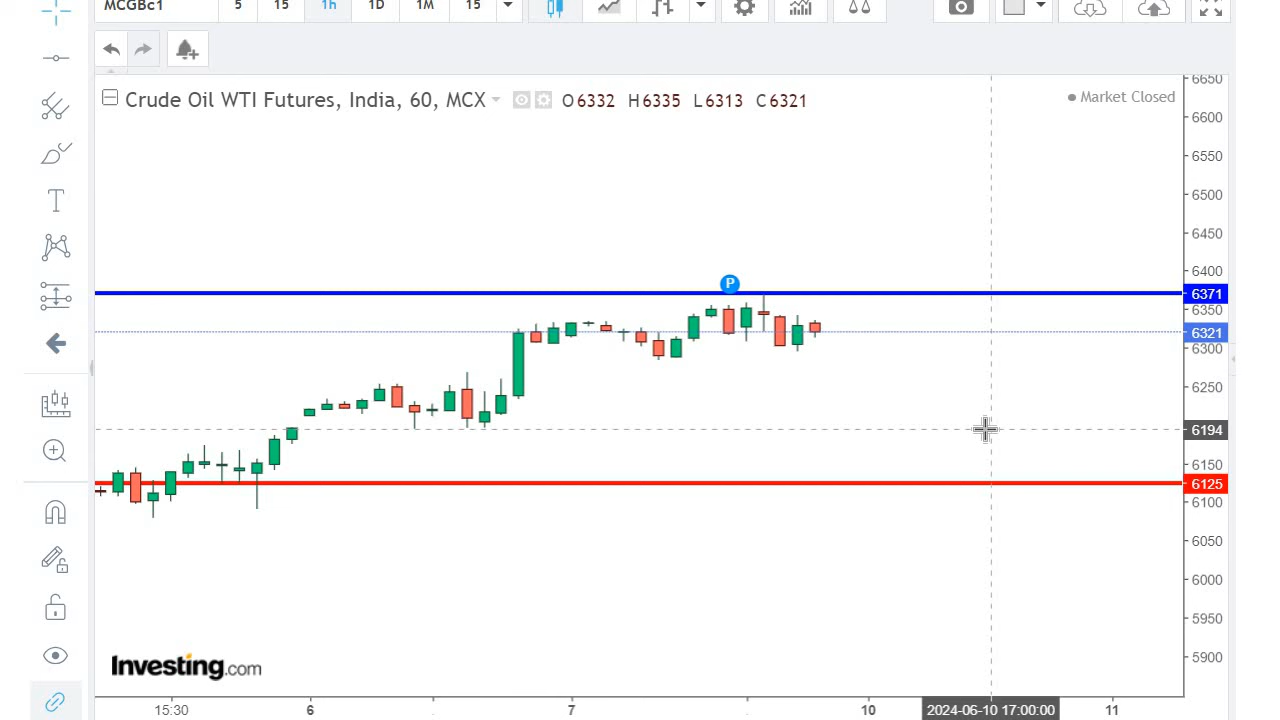 MCGBc1 5 15 1h 1D 1M 15
Crude Oil WTI Futures, India, 60, MCX O6332 H6335 L6313 C6321
Market Closed
6650
6600
6550
6500
6450
6400
6371
6350
6321
6300
6250
6194
6150
6125
6100
6050
6000
5950
5900
P
T
Investing.com
15:30 6 7 10 2024-06-10 17:00:00 11